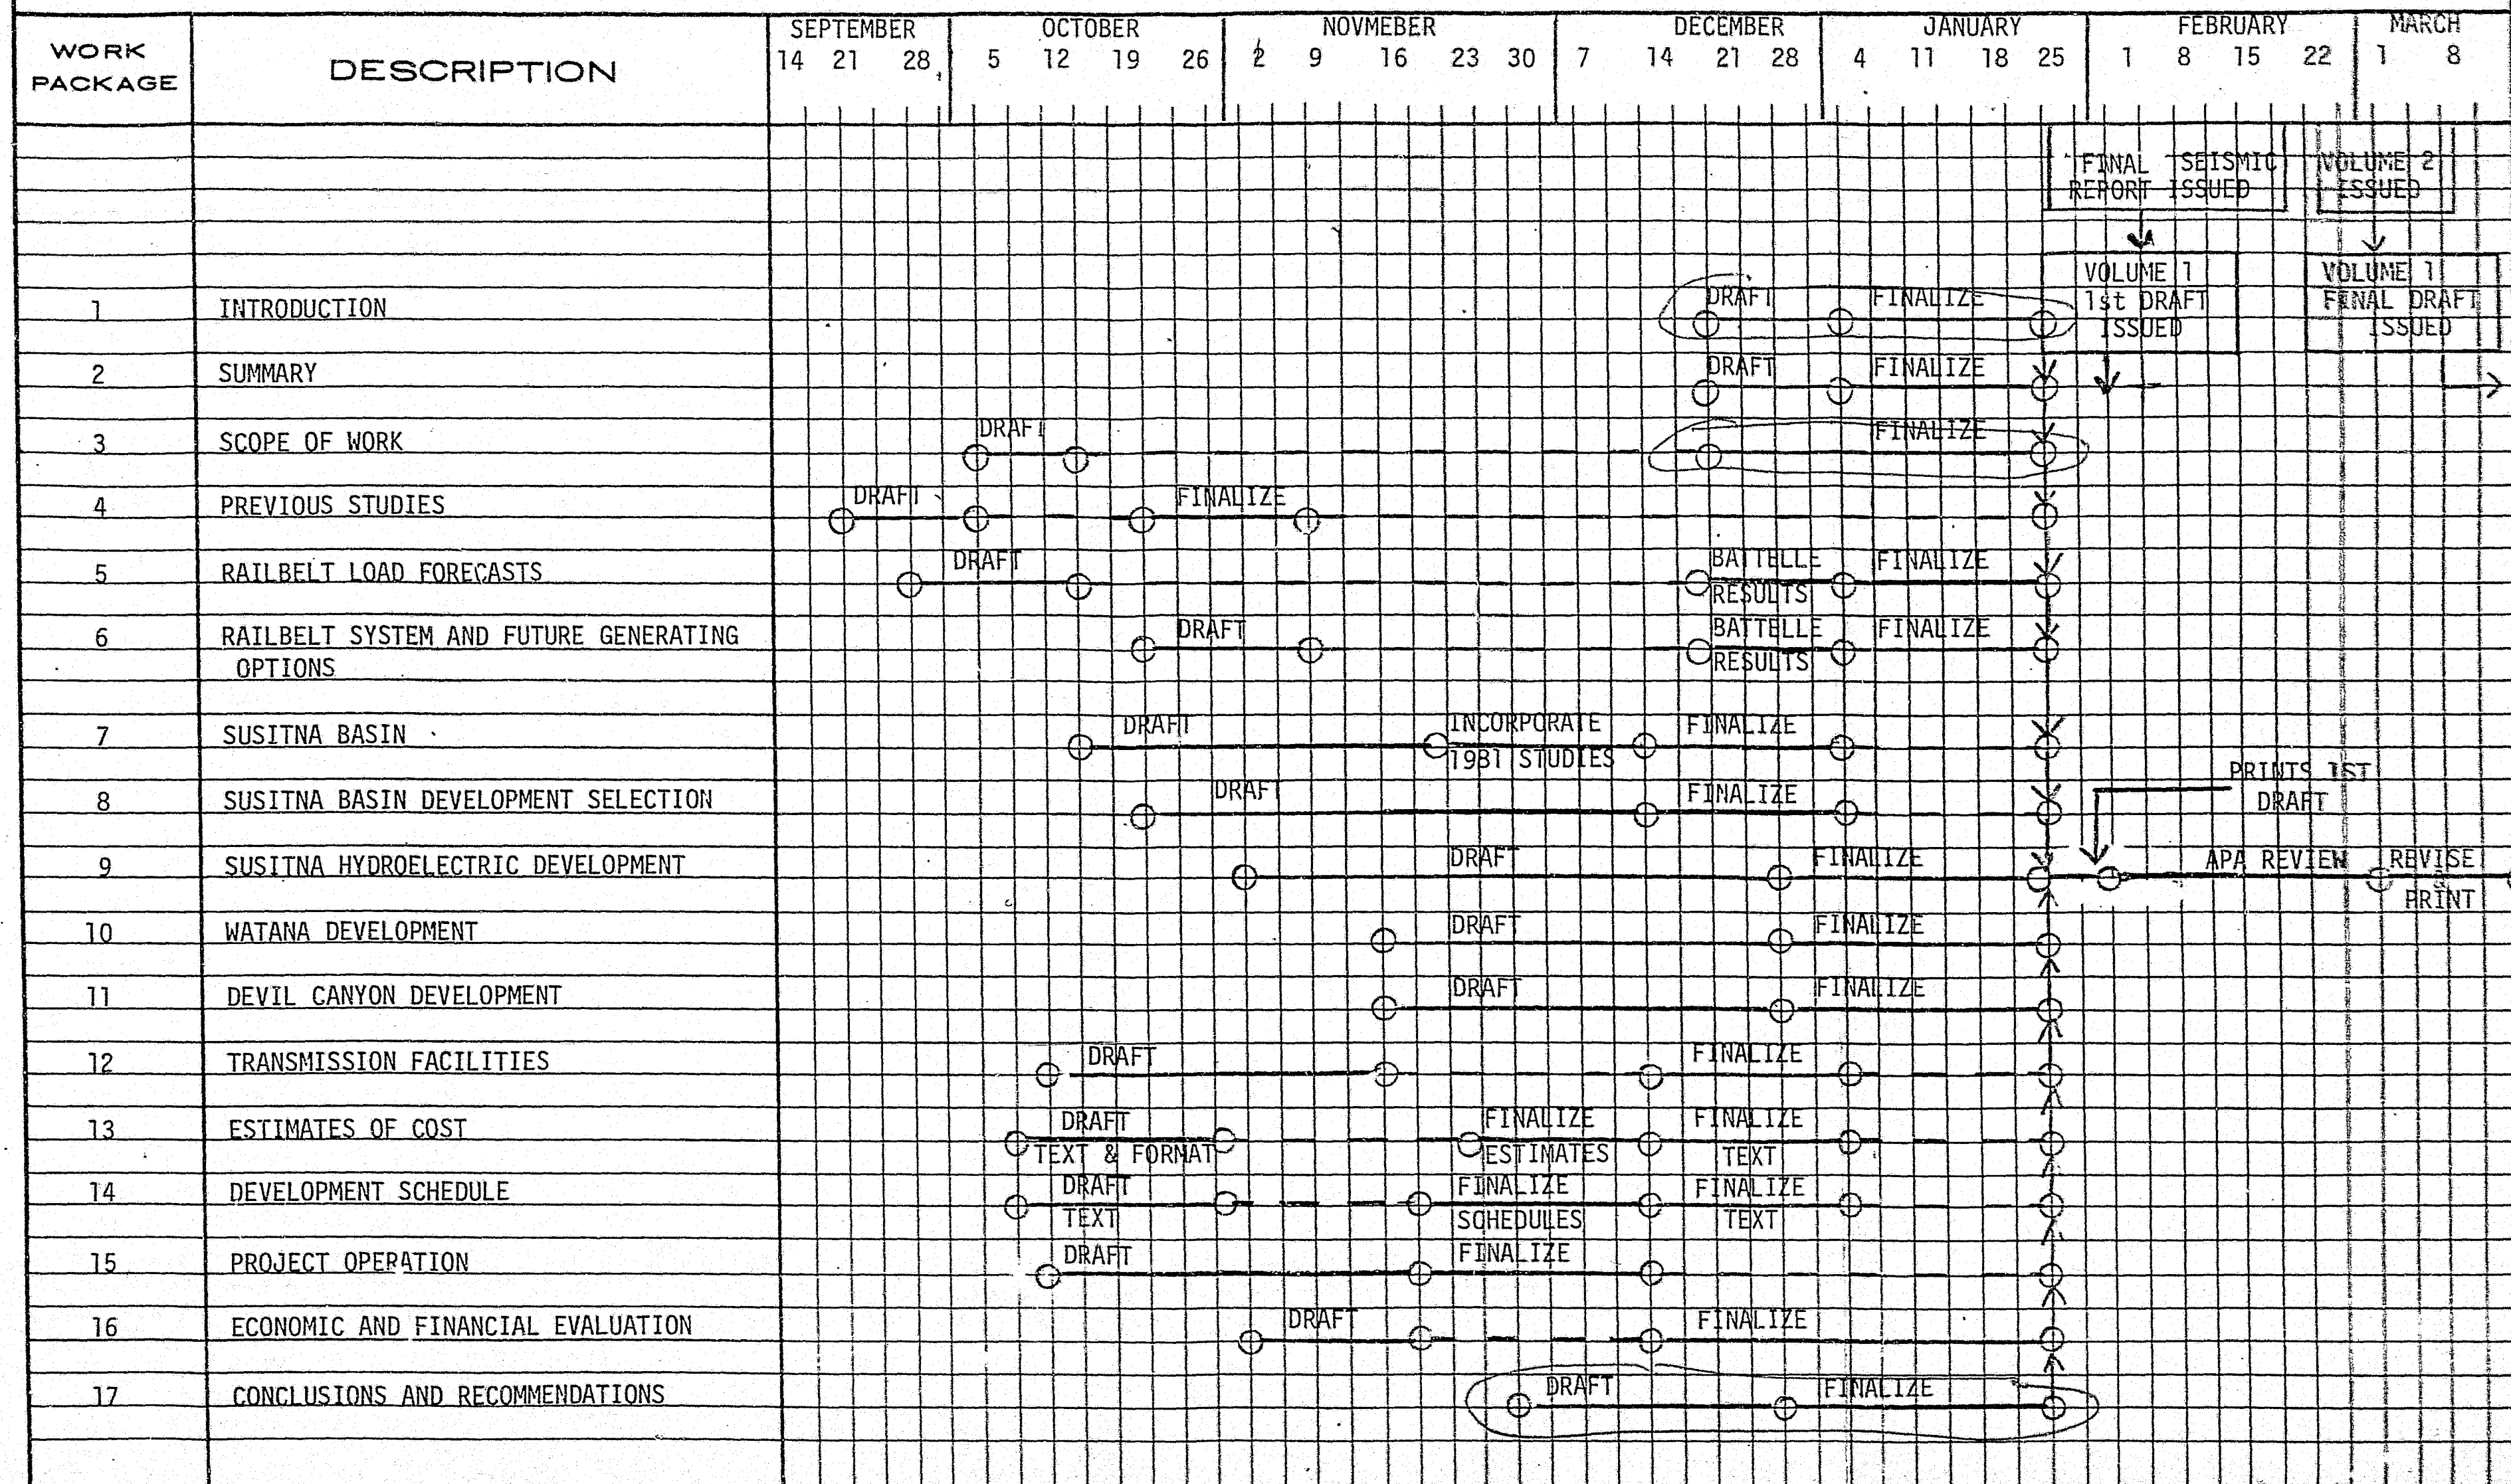 WORK PACKAGE
DESCRIPTION
SEPTEMBER OCTOBER NOVMEBER DECEMBER JANUARY FEBRUARY MARCH
14 21 28 5 12 19 26 2 9 16 23 30 7 14 21 28 4 11 18 25 1 8 15 22 1 8
FINAL SEISMIC
REPORT ISSUED
VOLUME 2
ISSUED
VOLUME 1
1st DRAFT
ISSUED
VOLUME 1
FINAL DRAFT
ISSUED
1 INTRODUCTION DRAFT FINALIZE
2 SUMMARY DRAFT FINALIZE
3 SCOPE OF WORK DRAFT FINALIZE
4 PREVIOUS STUDIES DRAFT FINALIZE
5 RAILBELT LOAD FORECASTS DRAFT BATTELLE FINALIZE
RESULTS
6 RAILBELT SYSTEM AND FUTURE GENERATING DRAFT BATTELLE FINALIZE
OPTIONS RESULTS
7 SUSITNA BASIN DRAFT INCORPORATE FINALIZE
1981 STUDIES
PRINTS 1ST
DRAFT
8 SUSITNA BASIN DEVELOPMENT SELECTION DRAFT FINALIZE
9 SUSITNA HYDROELECTRIC DEVELOPMENT DRAFT FINALIZE APA REVIEW REVISE
PRINT
10 WATANA DEVELOPMENT DRAFT FINALIZE
11 DEVIL CANYON DEVELOPMENT DRAFT FINALIZE
12 TRANSMISSION FACILITIES DRAFT FINALIZE
13 ESTIMATES OF COST DRAFT FINALIZE FINALIZE
TEXT & FORMAT ESTIMATES TEXT
14 DEVELOPMENT SCHEDULE DRAFT FINALIZE FINALIZE
TEXT SCHEDULES TEXT
15 PROJECT OPERATION DRAFT FINALIZE
16 ECONOMIC AND FINANCIAL EVALUATION DRAFT FINALIZE
17 CONCLUSIONS AND RECOMMENDATIONS DRAFT FINALIZE